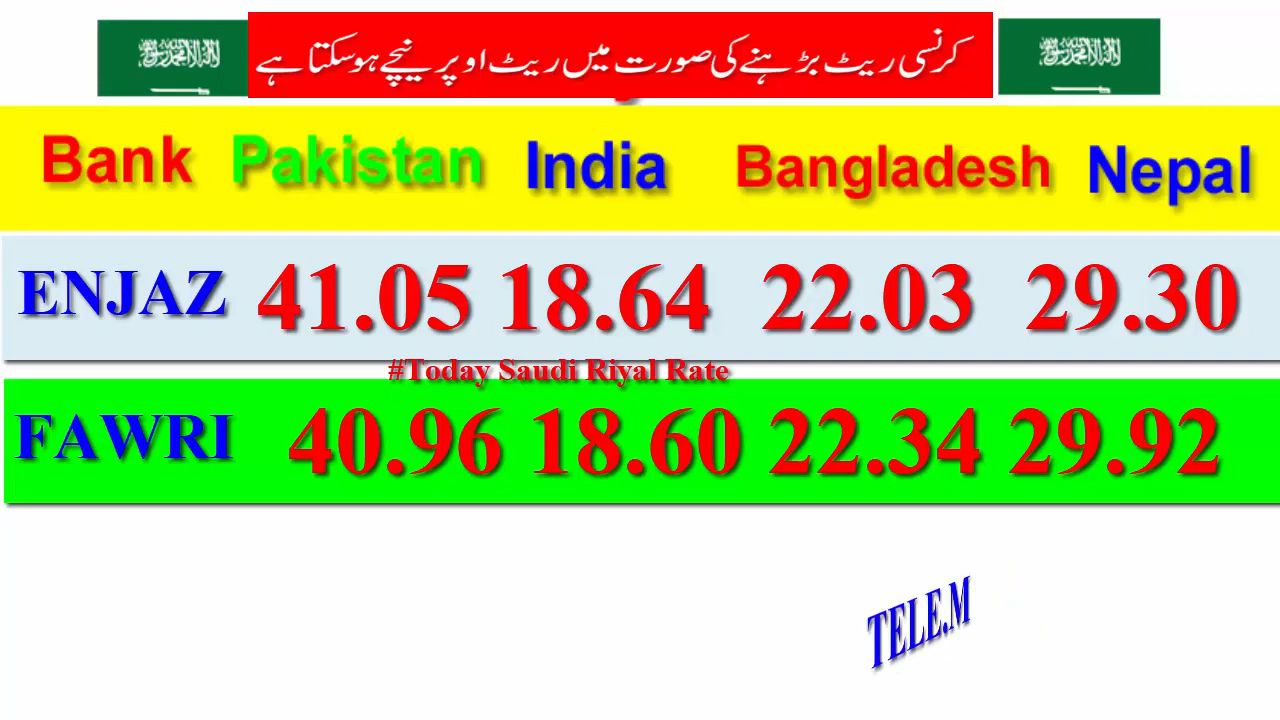 کرنسی ریٹ بڑھنے کی صورت میں ریٹ اوپر نیچے ہوسکتا ہے
Bank Pakistan India Bangladesh Nepal
ENJAZ 41.05 18.64 22.03 29.30
#Today Saudi Riyal Rate
FAWRI 40.96 18.60 22.34 29.92
TELE.M